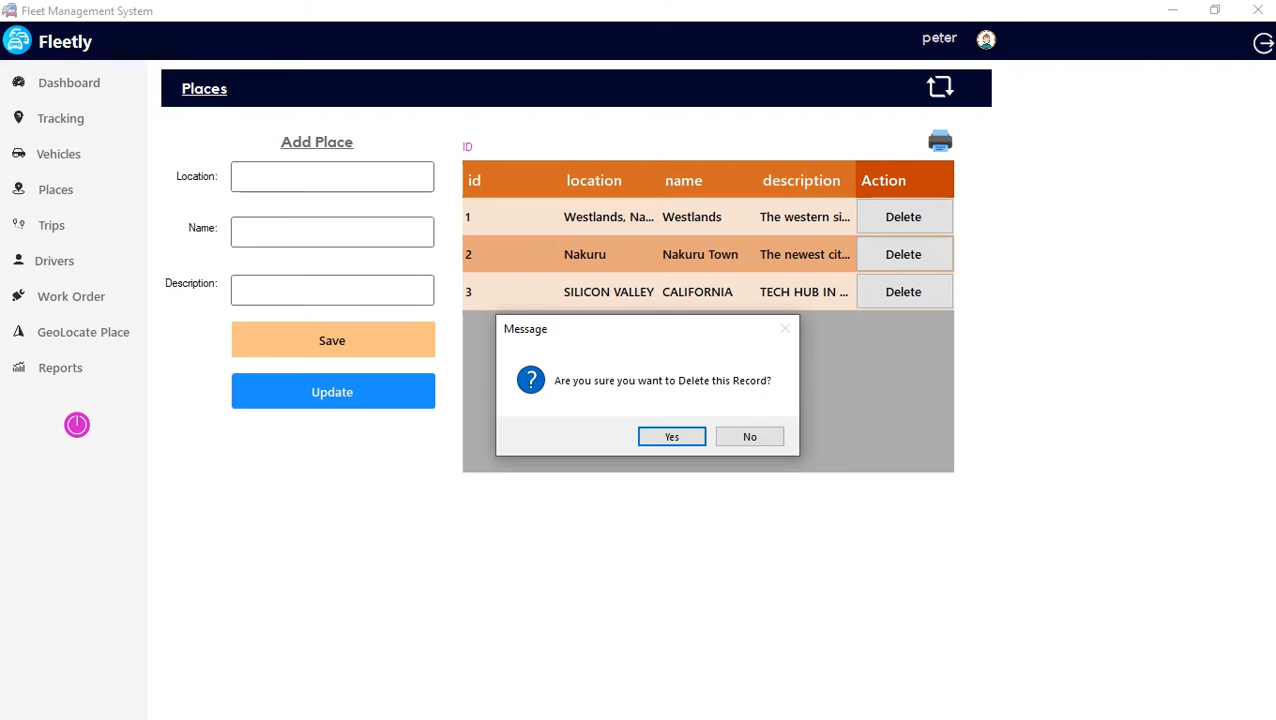 Fleet Management System
Fleetly
peter
Dashboard
Tracking
Vehicles
Places
Trips
Drivers
Work Order
GeoLocate Place
Reports
Places
Add Place
Location:
Name:
Description:
Save
Update
ID
id location name description Action
1 Westlands, Na... Westlands The western si... Delete
2 Nakuru Nakuru Town The newest cit... Delete
3 SILICON VALLEY CALIFORNIA TECH HUB IN ... Delete
Message
Are you sure you want to Delete this Record?
Yes No